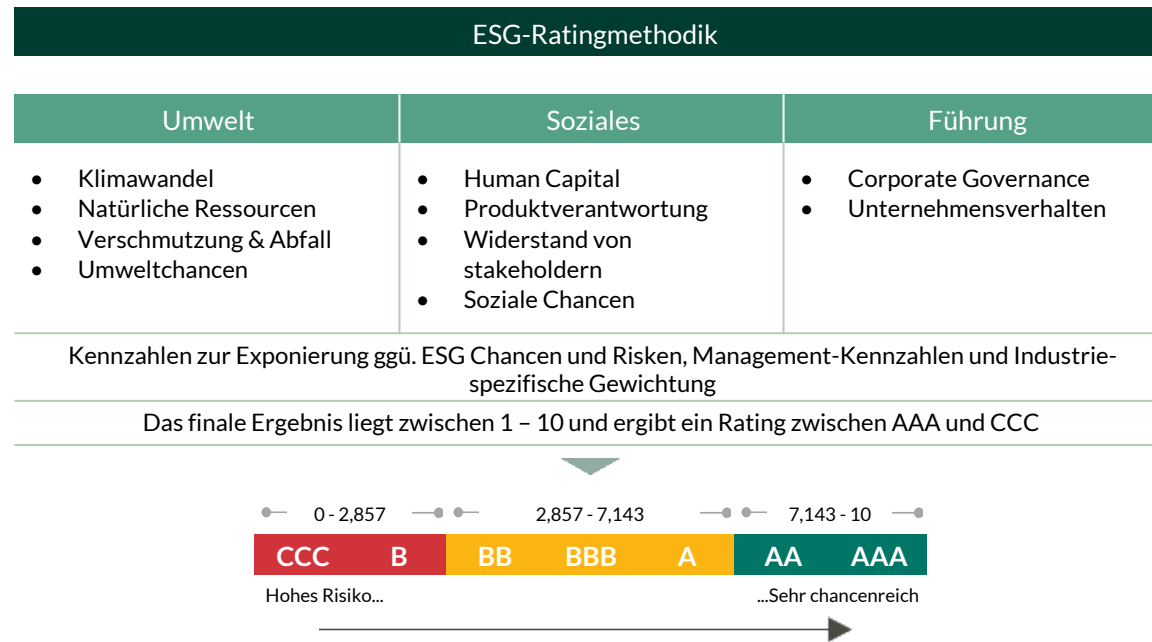 ESG-Ratingmethodik
Umwelt
Soziales
Führung
• Klimawandel
• Natürliche Ressourcen
• Verschmutzung & Abfall
• Umweltchancen
• Human Capital
• Produktverantwortung
• Widerstand von
stakeholdern
• Soziale Chancen
• Corporate Governance
• Unternehmensverhalten
Kennzahlen zur Exponierung ggü. ESG Chancen und Risken, Management-Kennzahlen und Industrie-
spezifische Gewichtung
Das finale Ergebnis liegt zwischen 1 – 10 und ergibt ein Rating zwischen AAA und CCC
0 - 2,857
2,857 - 7,143
7,143 - 10
CCC B BB BBB A AA AAA
Hohes Risiko...
...Sehr chancenreich